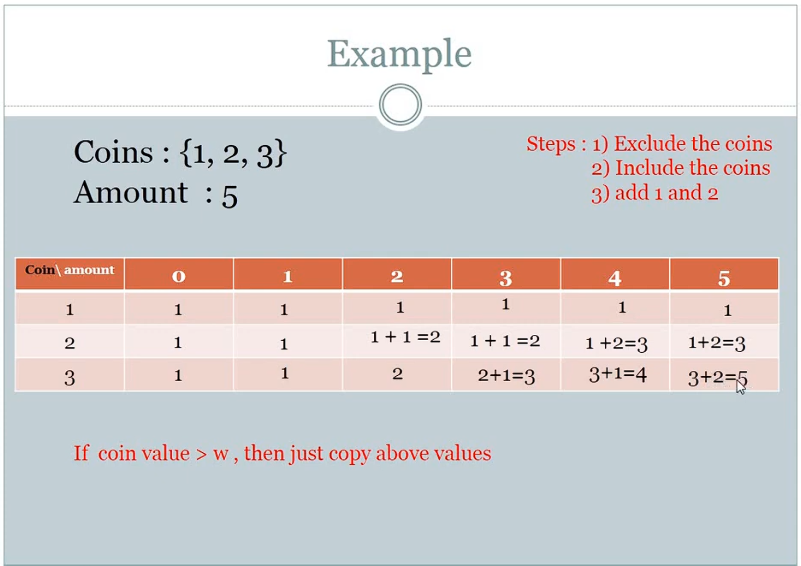 Example
Coins : {1, 2, 3}
Amount : 5
Steps : 1) Exclude the coins
2) Include the coins
3) add 1 and 2
Coin\ amount 0 1 2 3 4 5
1 1 1 1 1 1 1
2 1 1 1 + 1 =2 1 + 1 =2 1 +2=3 1+2=3
3 1 1 2 2+1=3 3+1=4 3+2=5
If coin value > w , then just copy above values